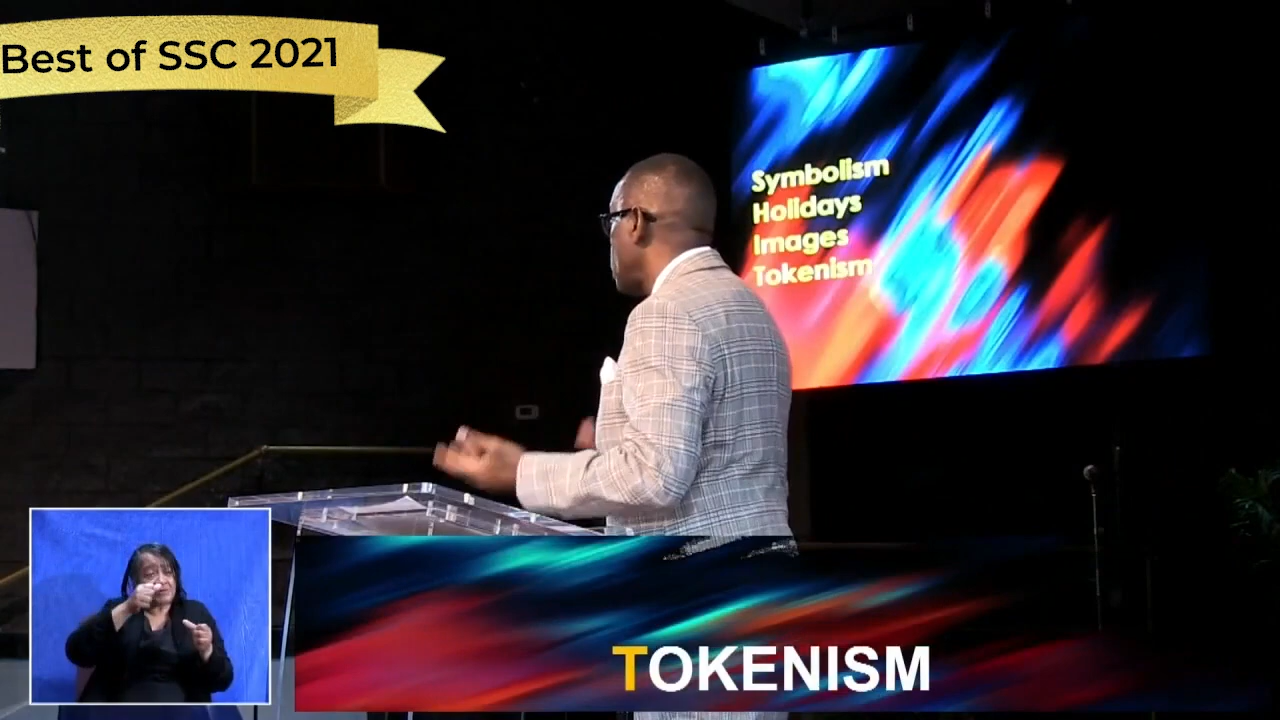 Best of SSC 2021
Symbolism
Holidays
Images
Tokenism
TOKENISM